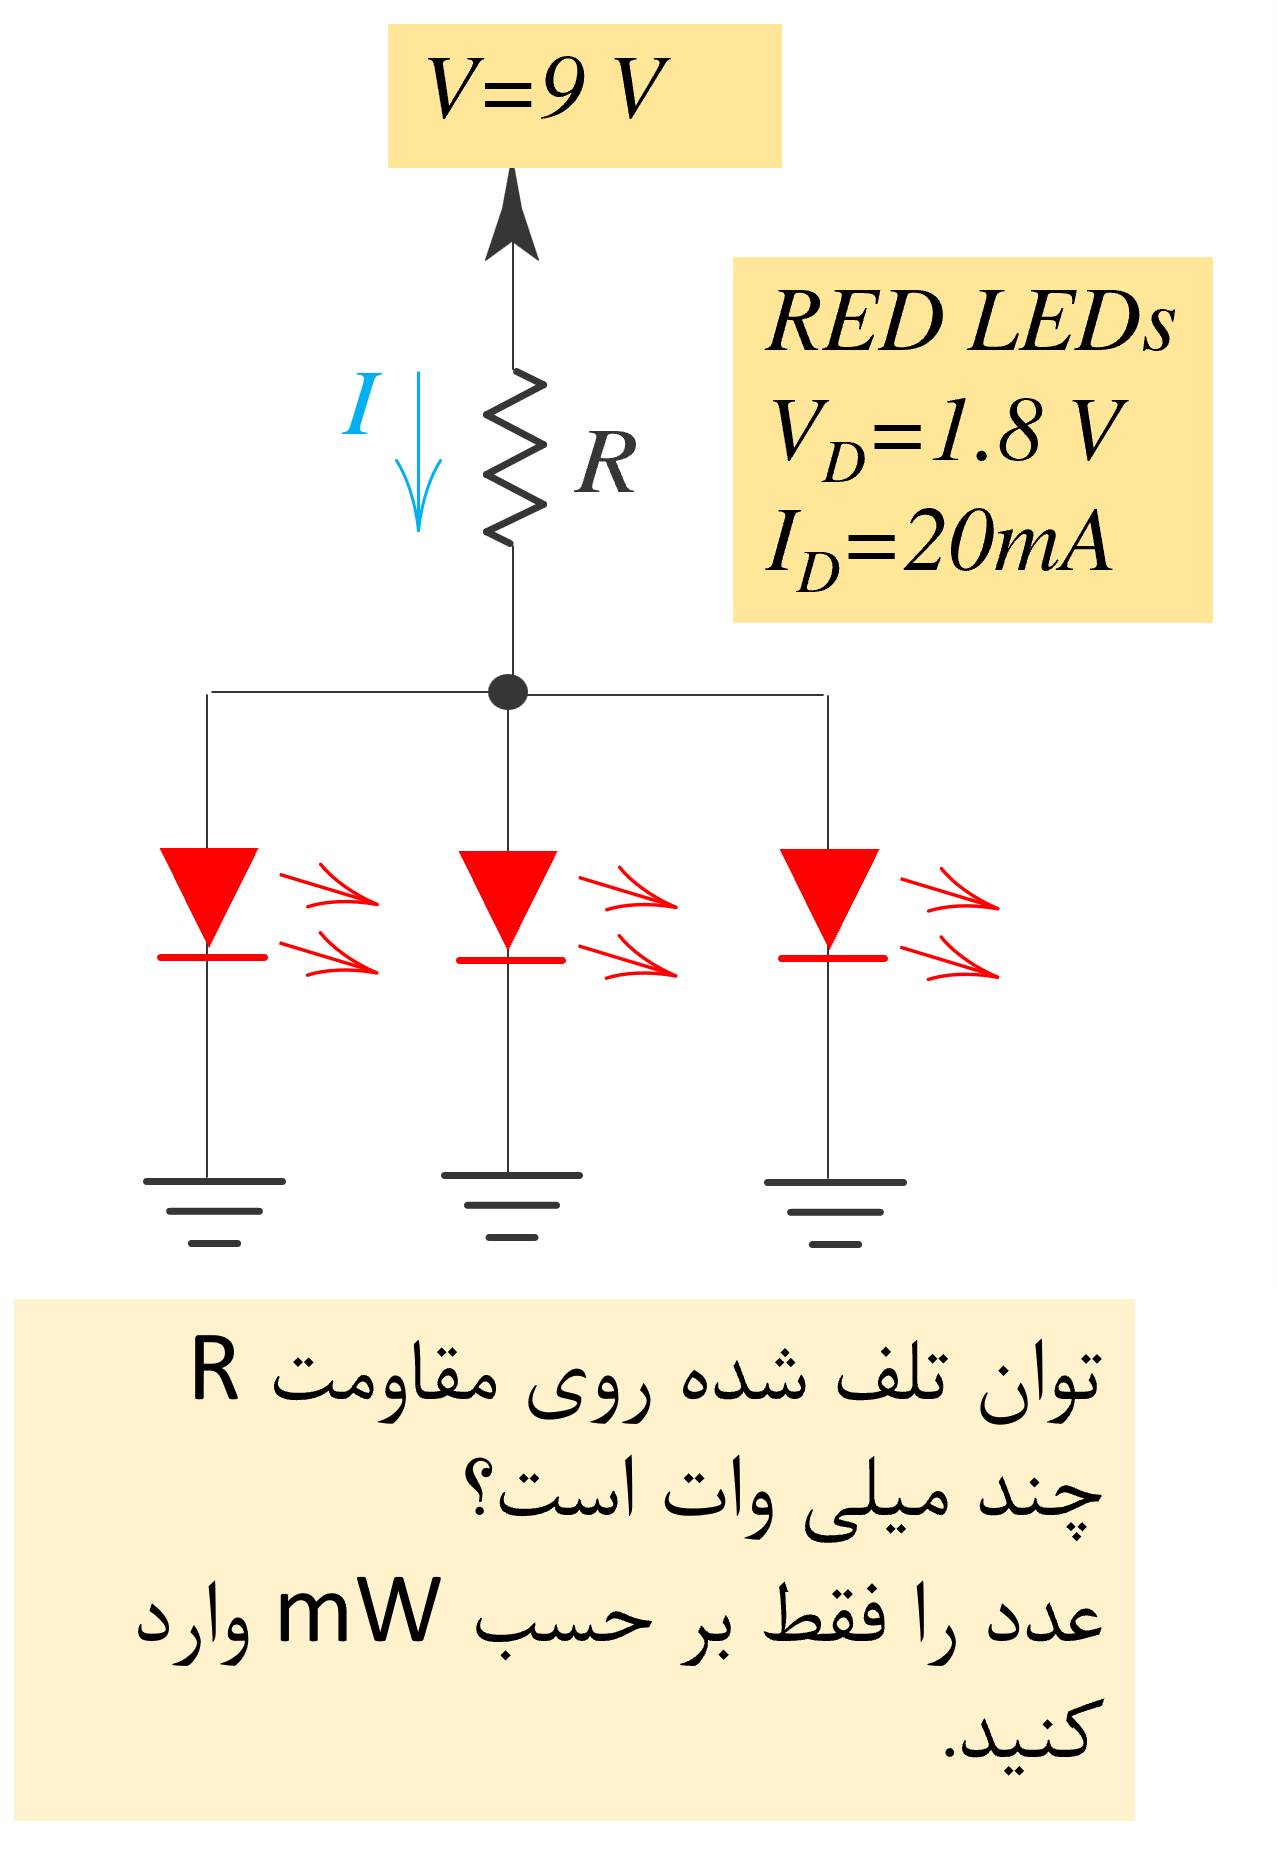 V=9 V
RED LEDs
V_D=1.8 V
I_D=20mA
I
R
توان تلف شده روی مقاومت R
چند میلی وات است؟
عدد را فقط بر حسب mW وارد
کنید.